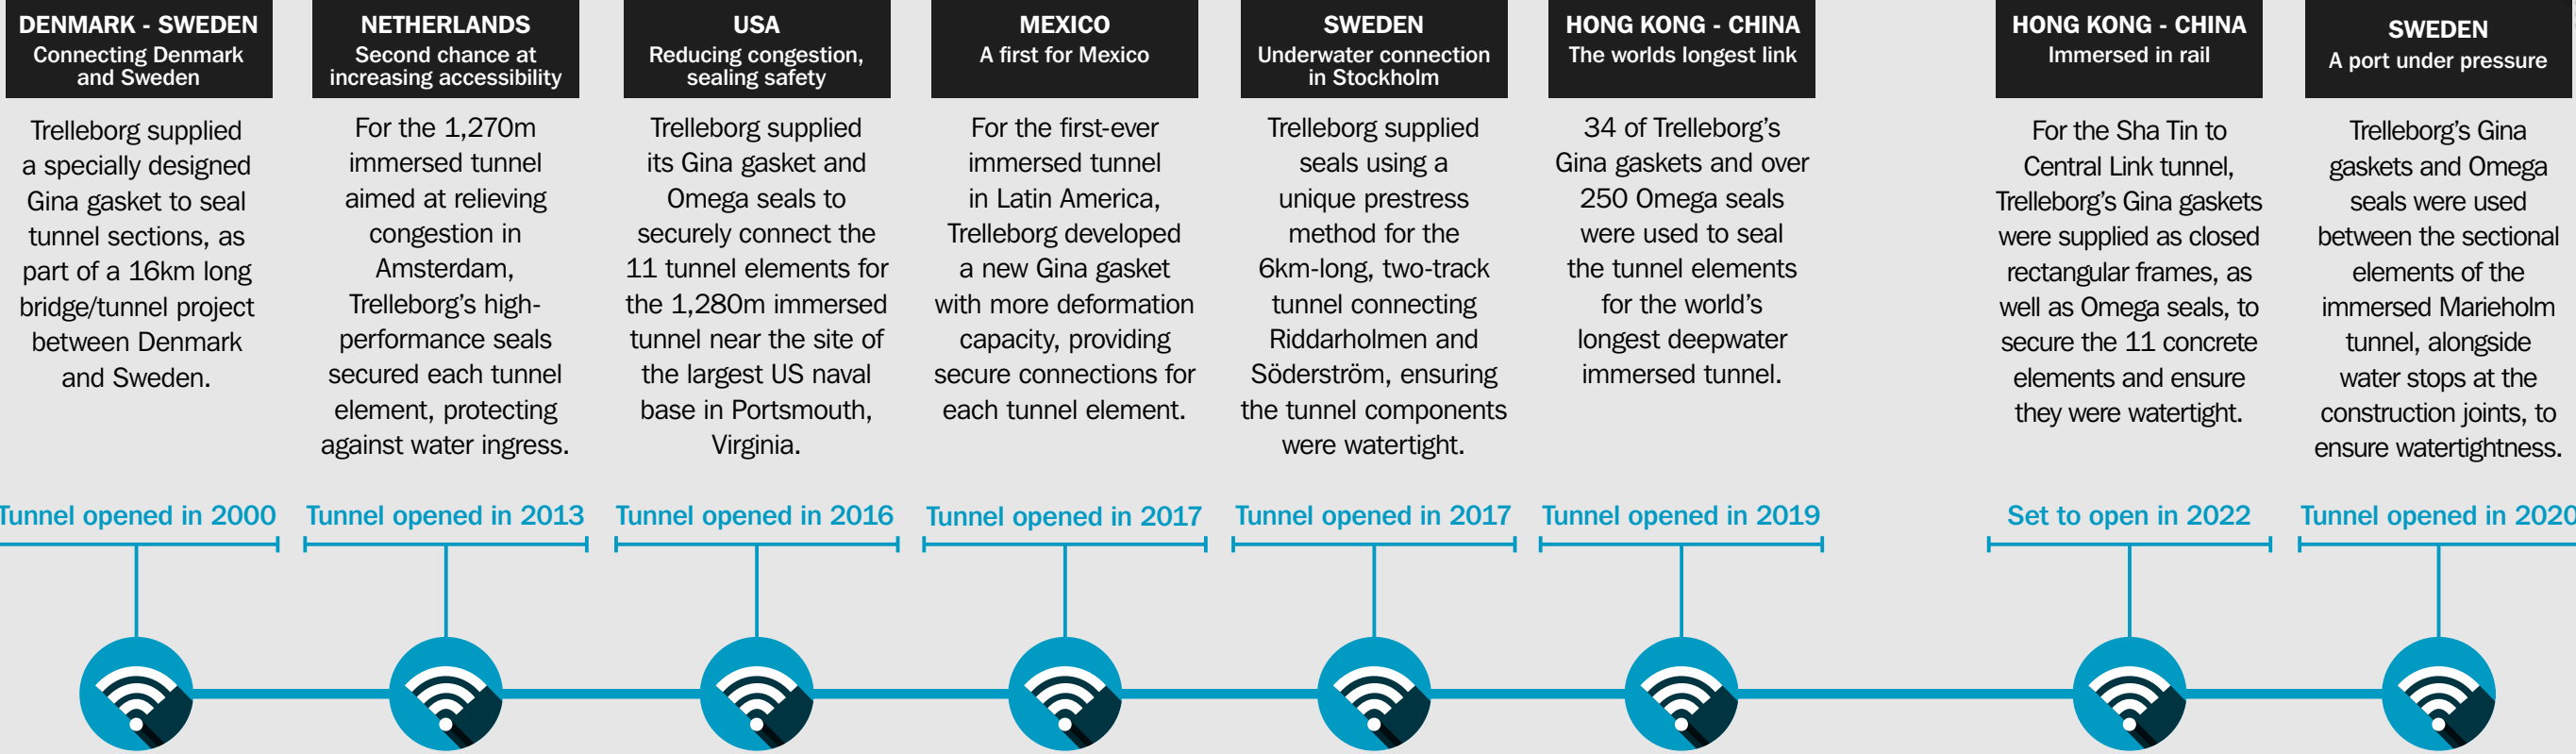 DENMARK - SWEDEN
Connecting Denmark
and Sweden
Trelleborg supplied
a specially designed
Gina gasket to seal
tunnel sections, as
part of a 16km long
bridge/tunnel project
between Denmark
and Sweden.
Tunnel opened in 2000
NETHERLANDS
Second chance at
increasing accessibility
For the 1,270m
immersed tunnel
aimed at relieving
congestion in
Amsterdam,
Trelleborg's high-
performance seals
secured each tunnel
element, protecting
against water ingress.
Tunnel opened in 2013
USA
Reducing congestion,
sealing safety
Trelleborg supplied
its Gina gasket and
Omega seals to
securely connect the
11 tunnel elements for
the 1,280m immersed
tunnel near the site of
the largest US naval
base in Portsmouth,
Virginia.
Tunnel opened in 2016
MEXICO
A first for Mexico
For the first-ever
immersed tunnel
in Latin America,
Trelleborg developed
a new Gina gasket
with more deformation
capacity, providing
secure connections for
each tunnel element.
Tunnel opened in 2017
SWEDEN
Underwater connection
in Stockholm
Trelleborg supplied
seals using a
unique prestress
method for the
6km-long, two-track
tunnel connecting
Riddarholmen and
Söderström, ensuring
the tunnel components
were watertight.
Tunnel opened in 2017
HONG KONG - CHINA
The worlds longest link
34 of Trelleborg's
Gina gaskets and over
250 Omega seals
were used to seal
the tunnel elements
for the world's
longest deepwater
immersed tunnel.
Tunnel opened in 2019
HONG KONG - CHINA
Immersed in rail
For the Sha Tin to
Central Link tunnel,
Trelleborg's Gina gaskets
were supplied as closed
rectangular frames, as
well as Omega seals, to
secure the 11 concrete
elements and ensure
they were watertight.
Set to open in 2022
SWEDEN
A port under pressure
Trelleborg's Gina
gaskets and Omega
seals were used
between the sectional
elements of the
immersed Marieholm
tunnel, alongside
water stops at the
construction joints, to
ensure watertightness.
Tunnel opened in 2020